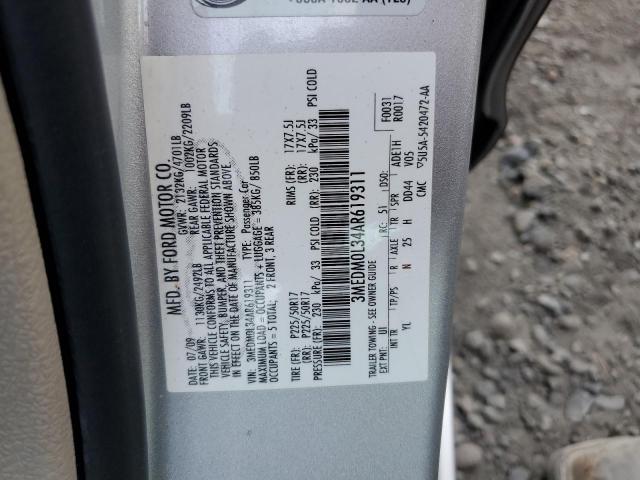 MFD. BY FORD MOTOR CO.
DATE: 07/09 GVWR: 2132KG/4701LB
FRONT GAWR: 1130KG/2492LB REAR GAWR: 1002KG/2209LB
THIS VEHICLE CONFORMS TO ALL APPLICABLE FEDERAL MOTOR
VEHICLE SAFETY, BUMPER, AND THEFT PREVENTION STANDARDS
IN EFFECT ON THE DATE OF MANUFACTURE SHOWN ABOVE.
VIN: 3MEDM0L34AR619311 TYPE: Passenger Car
MAXIMUM LOAD = OCCUPANTS + LUGGAGE = 385KG/ 850LB
OCCUPANTS = 5 TOTAL: 2 FRONT, 3 REAR
TIRE (FR): P225/50R17 RIMS (FR): 17X7.5J
(RR): P225/50R17 (RR): 17X7.5J
PRESSURE (FR): 230 kPa/ 33 PSI COLD (RR): 230 kPa/ 33 PSI COLD
3MEDM0L34AR619311
TRAILER TOWING - SEE OWNER GUIDE F0031
EXT PNT: UI RC: 51 DSO: R0017
INT TR TP/PS R AXLE TR SPR ADE1H
YL N 25 H DD44 V05
CMC 5U5A-5420472-AA